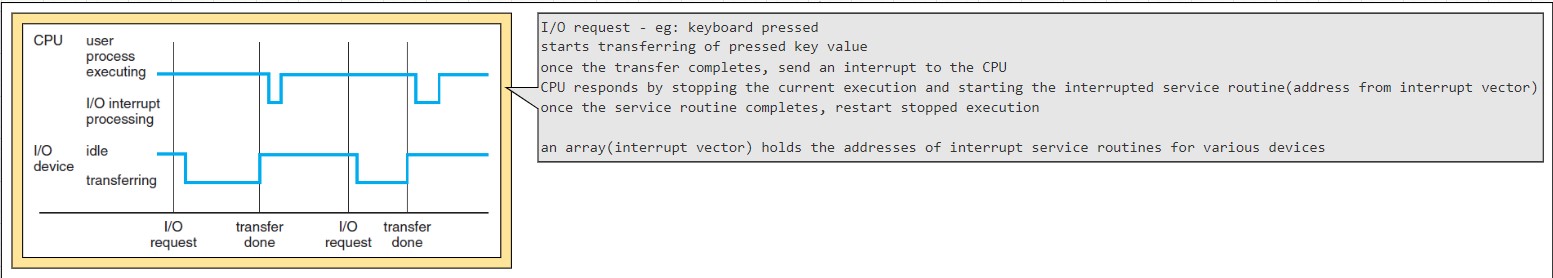 CPU
user
process
executing
I/O interrupt
processing
I/O
device
idle
transferring
I/O
request
transfer
done
I/O
request
transfer
done
I/O request - eg: keyboard pressed
starts transferring of pressed key value
once the transfer completes, send an interrupt to the CPU
CPU responds by stopping the current execution and starting the interrupted service routine(address from interrupt vector)
once the service routine completes, restart stopped execution
an array(interrupt vector) holds the addresses of interrupt service routines for various devices